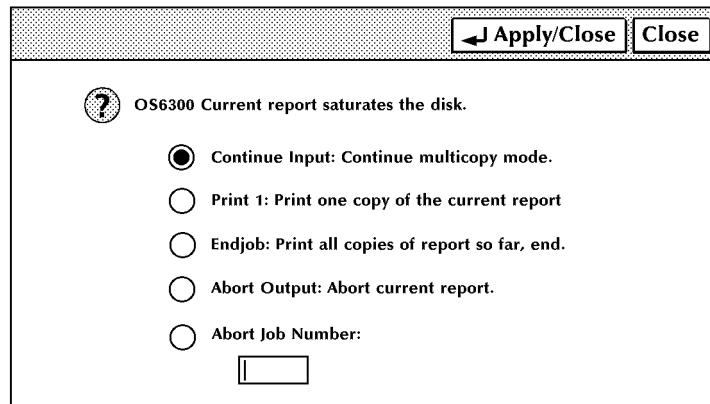 Apply/Close Close
? OS6300 Current report saturates the disk.
Continue Input: Continue multicopy mode.
Print 1: Print one copy of the current report
Endjob: Print all copies of report so far, end.
Abort Output: Abort current report.
Abort Job Number: